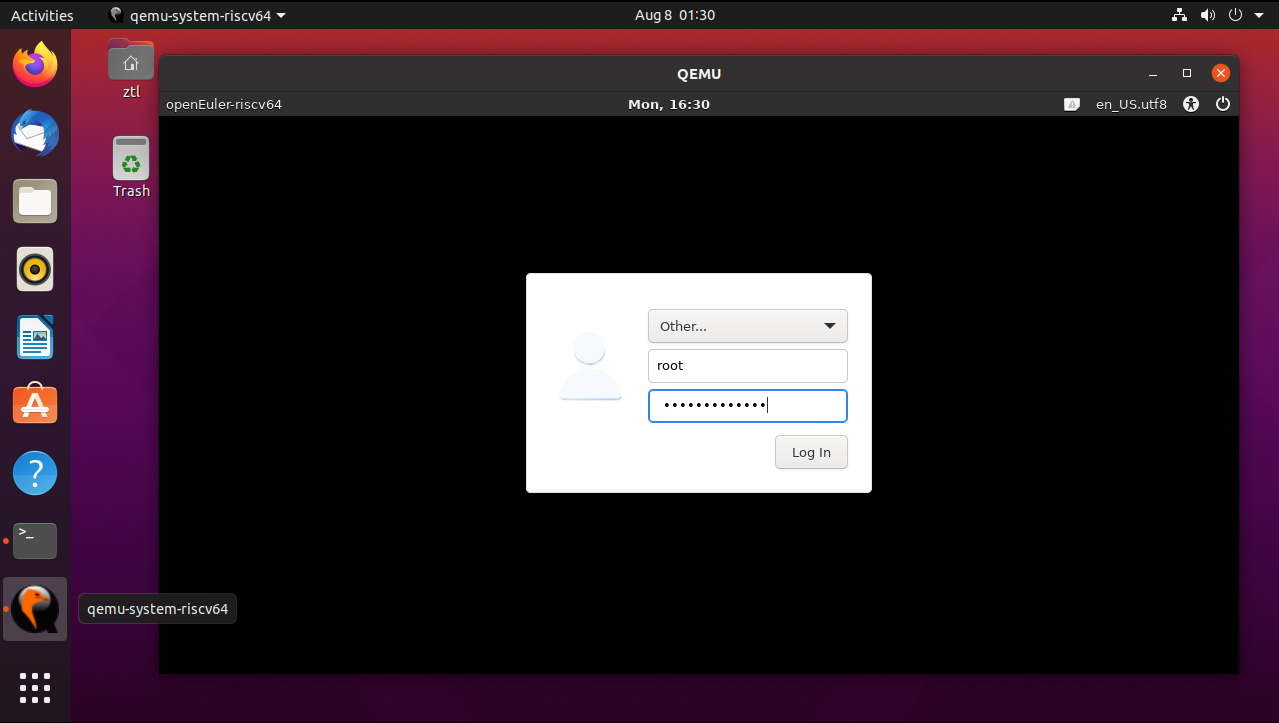 Activities qemu-system-riscv64 Aug 8 01:30
ztl
Trash
QEMU
openEuler-riscv64 Mon, 16:30 en_US.utf8
Other...
root
•••••••••••••
Log In
>_
qemu-system-riscv64